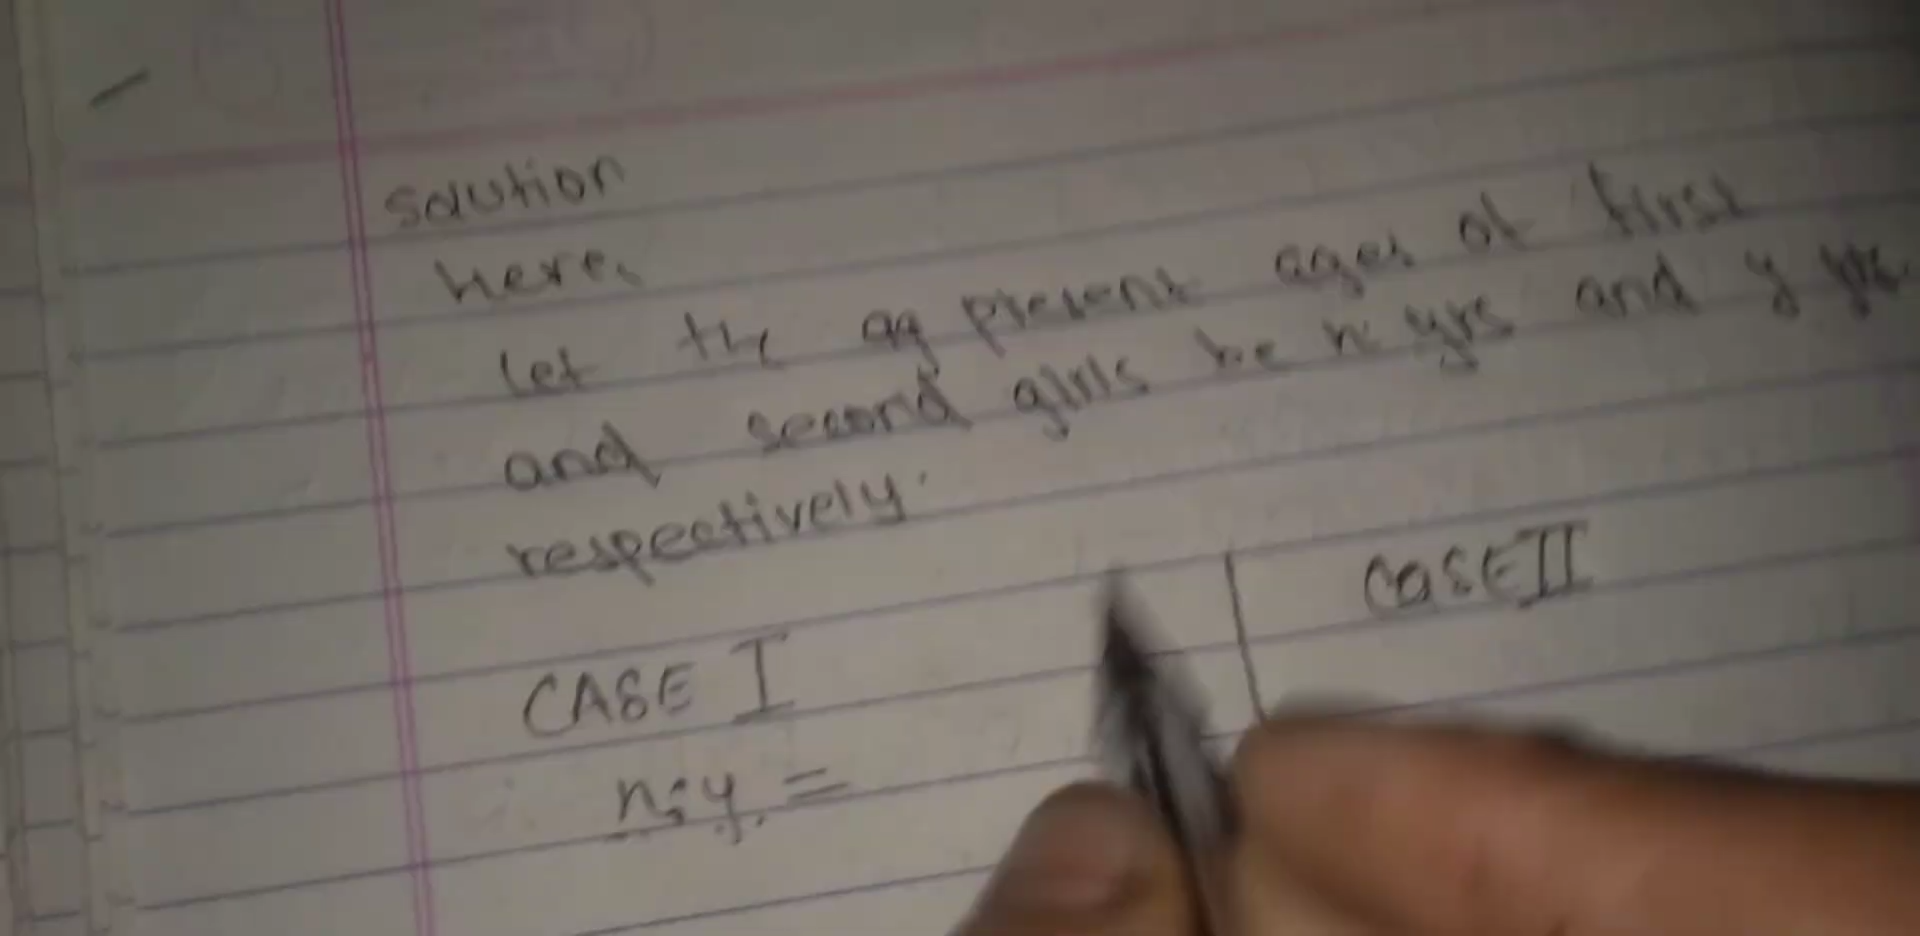 solution
here,
let the ag present ages of first
and second girls be x yrs and y yrs.
respectively.
CASE I
CASE II
x:y =